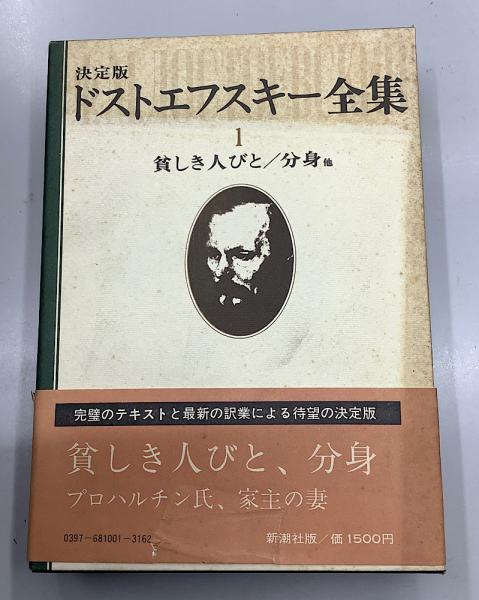 決定版
ドストエフスキー全集
1
貧しき人びと／分身 他
完璧のテキストと最新の訳業による待望の決定版
貧しき人びと、分身
プロハルチン氏、家主の妻
0397-681001-3162
新潮社版／価1500円